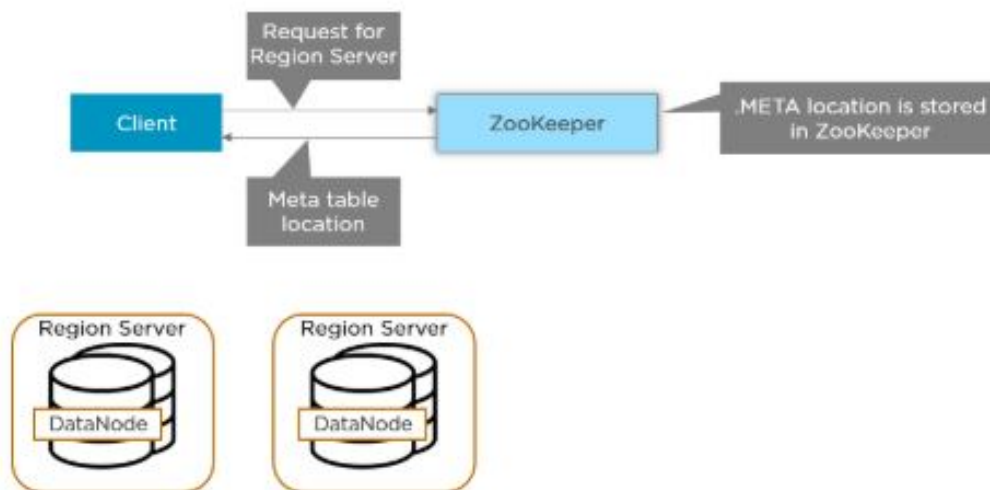 Request for
Region Server
Client
ZooKeeper
.META location is stored
in ZooKeeper
Meta table
location
Region Server
DataNode
Region Server
DataNode